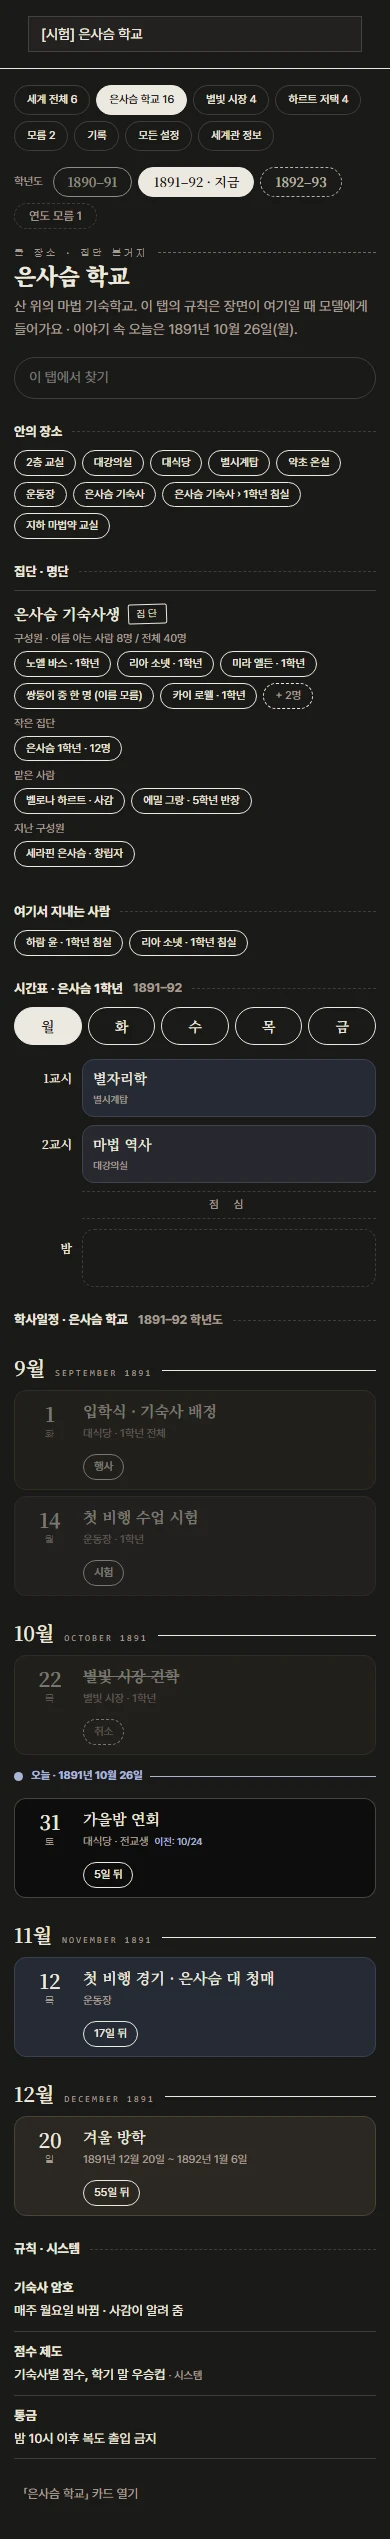 [시험] 은사슴 학교
세계 전체 6
은사슴 학교 16
별빛 시장 4
하르트 저택 4
모름 2
기록
모든 설정
세계관 정보
학년도
1890–91
1891–92 · 지금
1892–93
연도 모름 1
큰 장소 · 집단 본거지
은사슴 학교
산 위의 마법 기숙학교. 이 탭의 규칙은 장면이 여기일 때 모델에게
들어가요 · 이야기 속 오늘은 1891년 10월 26일(월).
이 탭에서 찾기
안의 장소
2층 교실
대강의실
대식당
별시계탑
약초 온실
운동장
은사슴 기숙사
은사슴 기숙사 › 1학년 침실
지하 마법약 교실
집단 · 명단
은사슴 기숙사생 집단
구성원 · 이름 아는 사람 8명 / 전체 40명
노엘 바스 · 1학년
리아 소넷 · 1학년
미라 엘든 · 1학년
쌍둥이 중 한 명 (이름 모름)
카이 로웰 · 1학년
+ 2명
작은 집단
은사슴 1학년 · 12명
맡은 사람
벨로나 하르트 · 사감
에밀 그랑 · 5학년 반장
지난 구성원
세라핀 은사슴 · 창립자
여기서 지내는 사람
하람 윤 · 1학년 침실
리아 소넷 · 1학년 침실
시간표 · 은사슴 1학년 1891–92
월
화
수
목
금
1교시
별자리학
별시계탑
2교시
마법 역사
대강의실
점 심
밤
학사일정 · 은사슴 학교 1891–92 학년도
9월 SEPTEMBER 1891
1
화
입학식 · 기숙사 배정
대식당 · 1학년 전체
행사
14
월
첫 비행 수업 시험
운동장 · 1학년
시험
10월 OCTOBER 1891
22
목
별빛 시장 견학
별빛 시장 · 1학년
취소
오늘 · 1891년 10월 26일
31
토
가을밤 연회
대식당 · 전교생 이전: 10/24
5일 뒤
11월 NOVEMBER 1891
12
목
첫 비행 경기 · 은사슴 대 청매
운동장
17일 뒤
12월 DECEMBER 1891
20
일
겨울 방학
1891년 12월 20일 ~ 1892년 1월 6일
55일 뒤
규칙 · 시스템
기숙사 암호
매주 월요일 바뀜 · 사감이 알려 줌
점수 제도
기숙사별 점수, 학기 말 우승컵 · 시스템
통금
밤 10시 이후 복도 출입 금지
「은사슴 학교」 카드 열기